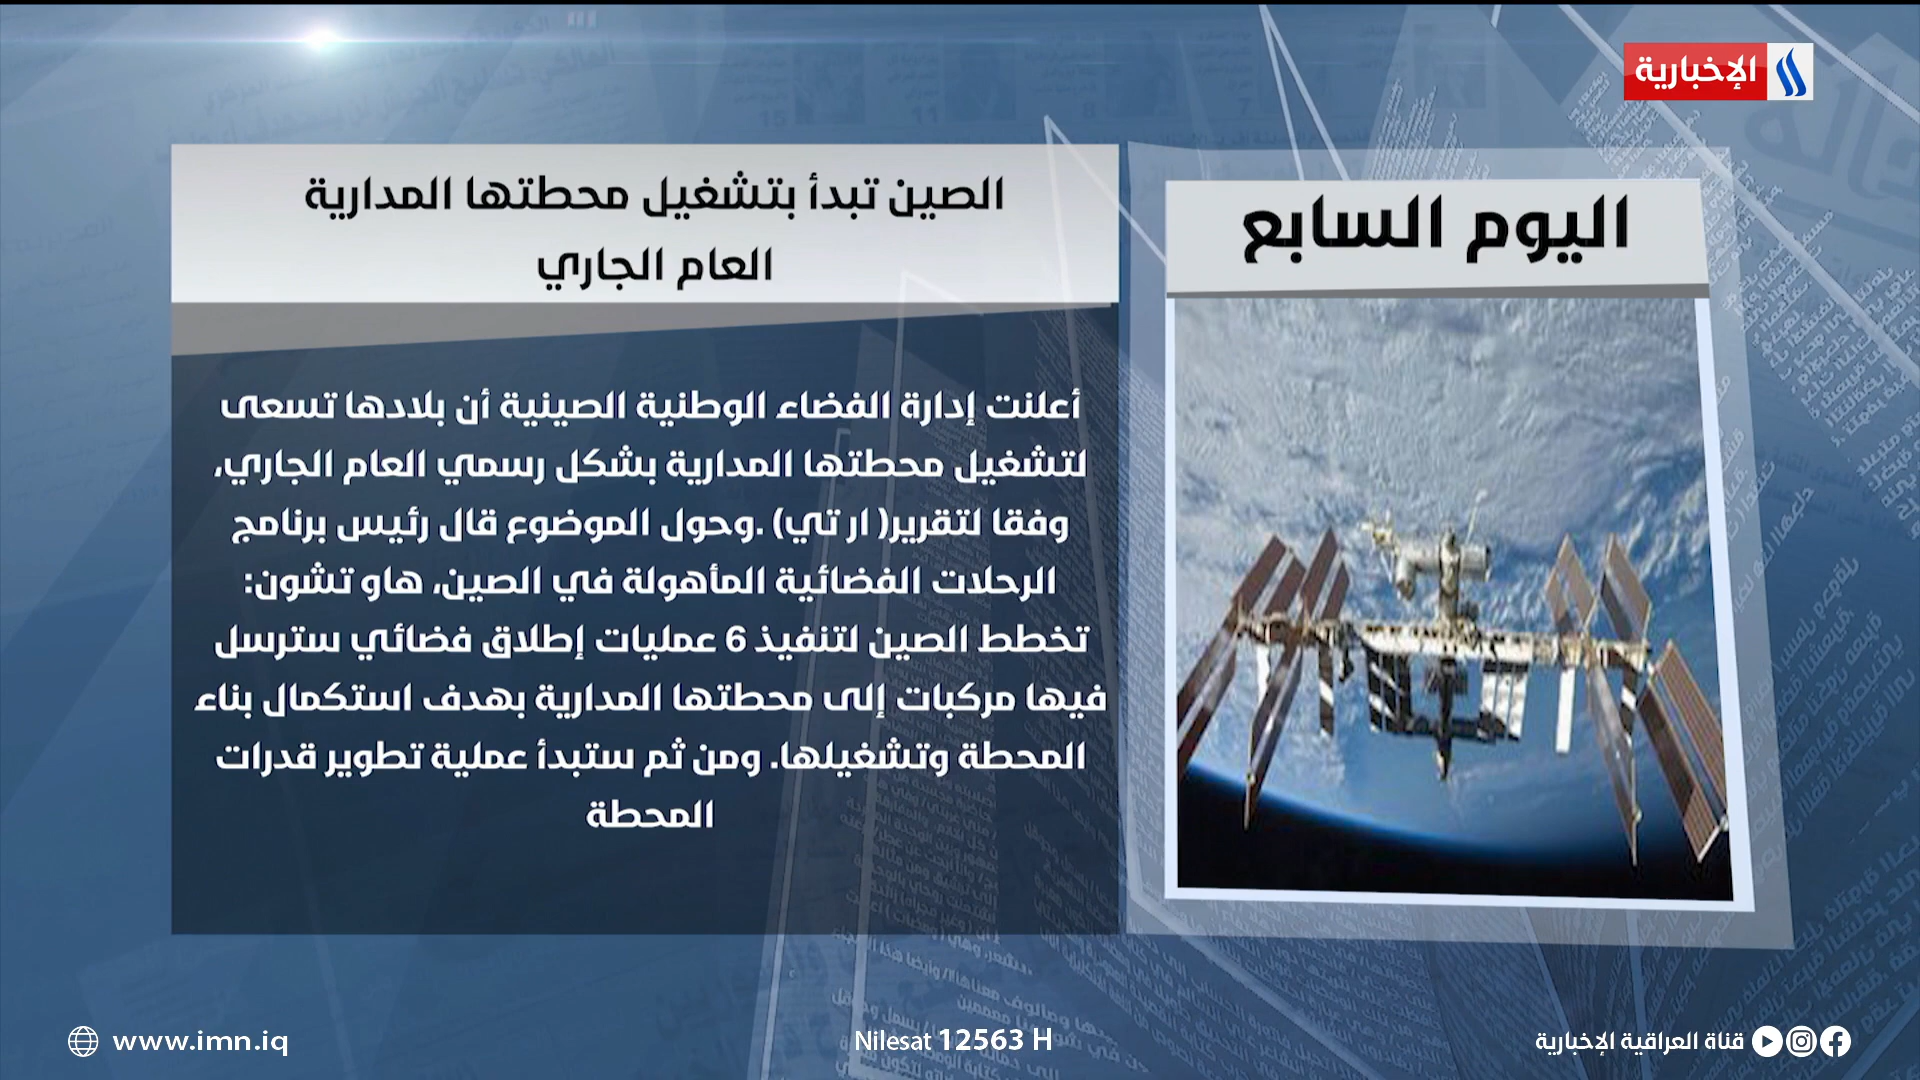 الإخبارية
اليوم السابع
الصين تبدأ بتشغيل محطتها المدارية
العام الجاري
أعلنت إدارة الفضاء الوطنية الصينية أن بلادها تسعى
لتشغيل محطتها المدارية بشكل رسمي العام الجاري،
وفقا لتقرير( ار تي) .وحول الموضوع قال رئيس برنامج
الرحلات الفضائية المأهولة في الصين، هاو تشون:
تخطط الصين لتنفيذ 6 عمليات إطلاق فضائي سترسل
فيها مركبات إلى محطتها المدارية بهدف استكمال بناء
المحطة وتشغيلها. ومن ثم ستبدأ عملية تطوير قدرات
المحطة
www.imn.iq
Nilesat 12563 H
قناة العراقية الإخبارية